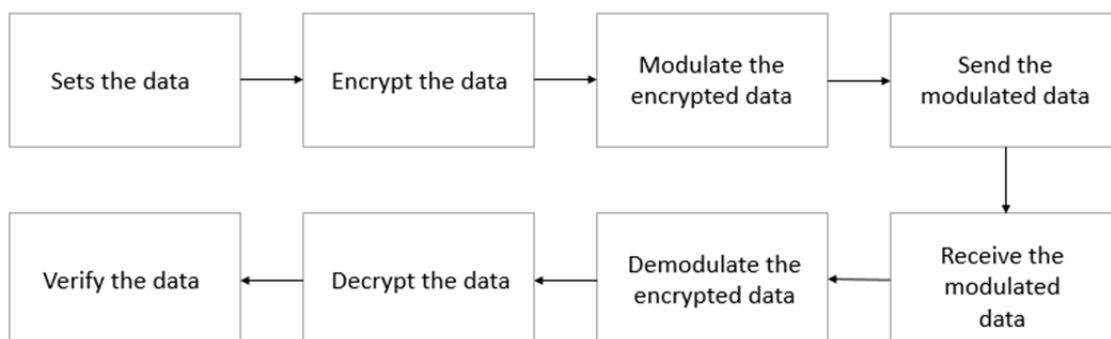 Sets the data
Encrypt the data
Modulate the
encrypted data
Send the
modulated data
Receive the
modulated
data
Demodulate the
encrypted data
Decrypt the data
Verify the data